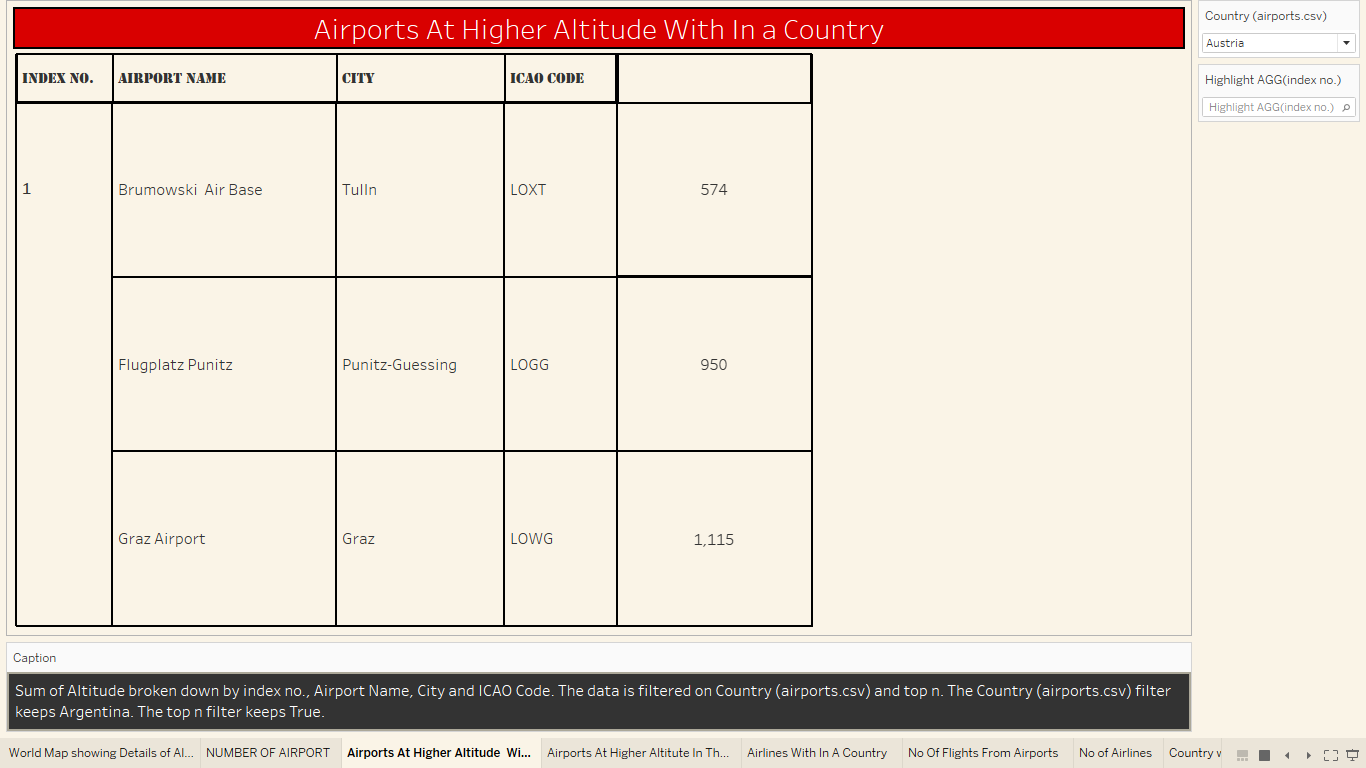 Airports At Higher Altitude With In a Country
Country (airports.csv)
Austria
Highlight AGG(index no.)
Highlight AGG(index no.)
INDEX NO. AIRPORT NAME CITY ICAO CODE
1 Brumowski  Air Base Tulln LOXT 574
Flugplatz Punitz Punitz-Guessing LOGG 950
Graz Airport Graz LOWG 1,115
Caption
Sum of Altitude broken down by index no., Airport Name, City and ICAO Code. The data is filtered on Country (airports.csv) and top n. The Country (airports.csv) filter
keeps Argentina. The top n filter keeps True.
World Map showing Details of Al... NUMBER OF AIRPORT Airports At Higher Altitude  Wi... Airports At Higher Altitute In Th... Airlines With In A Country No Of Flights From Airports No of Airlines Country w